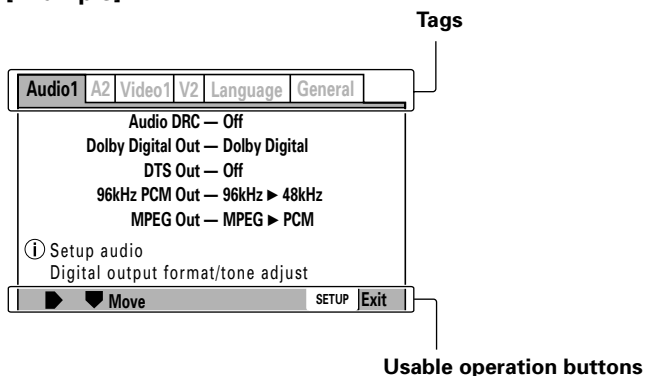 Tags
Audio1 A2 Video1 V2 Language General
Audio DRC — Off
Dolby Digital Out — Dolby Digital
DTS Out — Off
96kHz PCM Out — 96kHz ► 48kHz
MPEG Out — MPEG ► PCM
ⓘ Setup audio
Digital output format/tone adjust
Move SETUP Exit
Usable operation buttons